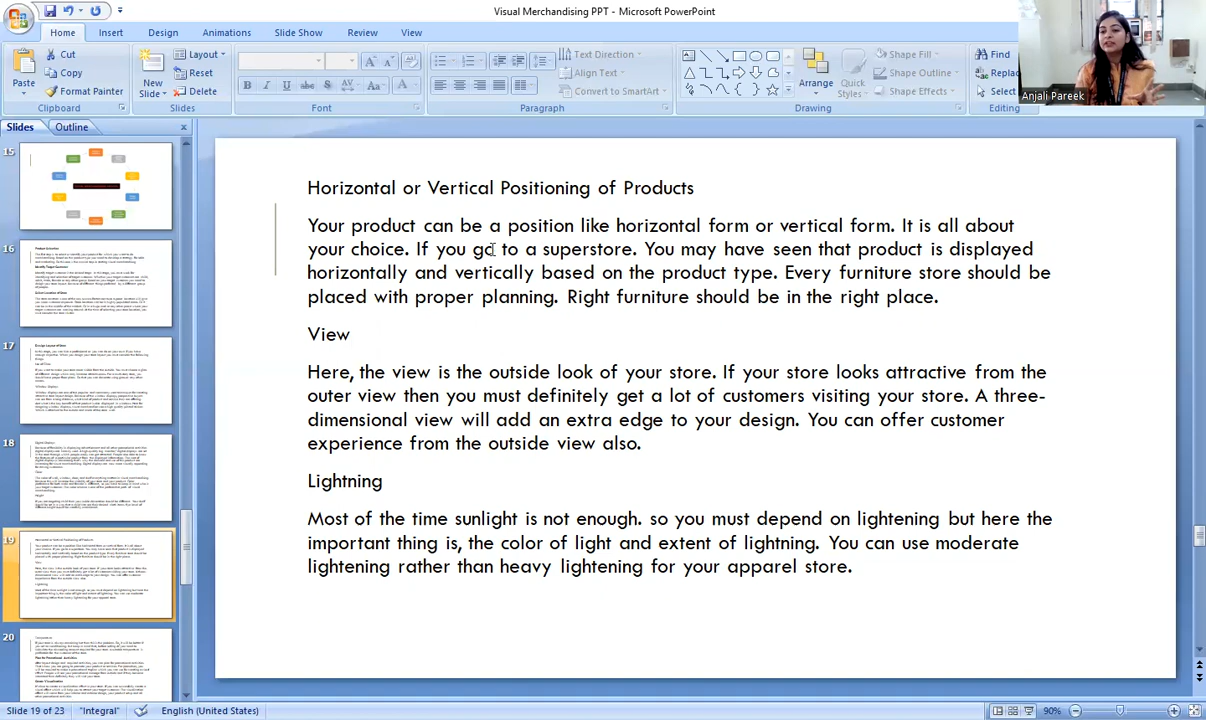 Visual Merchandising PPT - Microsoft PowerPoint
Home Insert Design Animations Slide Show Review View
Cut
Copy
Format Painter
Paste
Clipboard
New
Slide
Layout
Reset
Delete
Slides
B I U abc S AV Aa A
Font
Text Direction
Align Text
Convert to SmartArt
Paragraph
Arrange
Quick
Styles
Shape Fill
Shape Outline
Shape Effects
Drawing
Find
Replac
Select
Editing
Anjali Pareek
Slides Outline
15
16
17
18
19
20
Horizontal or Vertical Positioning of Products
Your product can be a position like horizontal form or vertical form. It is all about
your choice. If you go to a superstore. You may have seen that product is displayed
horizontally and vertically based on the product type. Every furniture store should be
placed with proper planning. Right furniture should be in the right place.
View
Here, the view is the outside look of your store. If your store looks attractive from the
outer view then you must definitely get a lot of customers visiting your store. A three-
dimensional view will add an extra edge to your design. You can offer customer
experience from the outside view also.
Lightning
Most of the time sunlight is not enough. so you must depend on lightening but here the
important thing is, the color of light and extent of lightning. You can use moderate
lightening rather than heavy lightening for your apparel store.
Slide 19 of 23 "Integral" English (United States) 90%